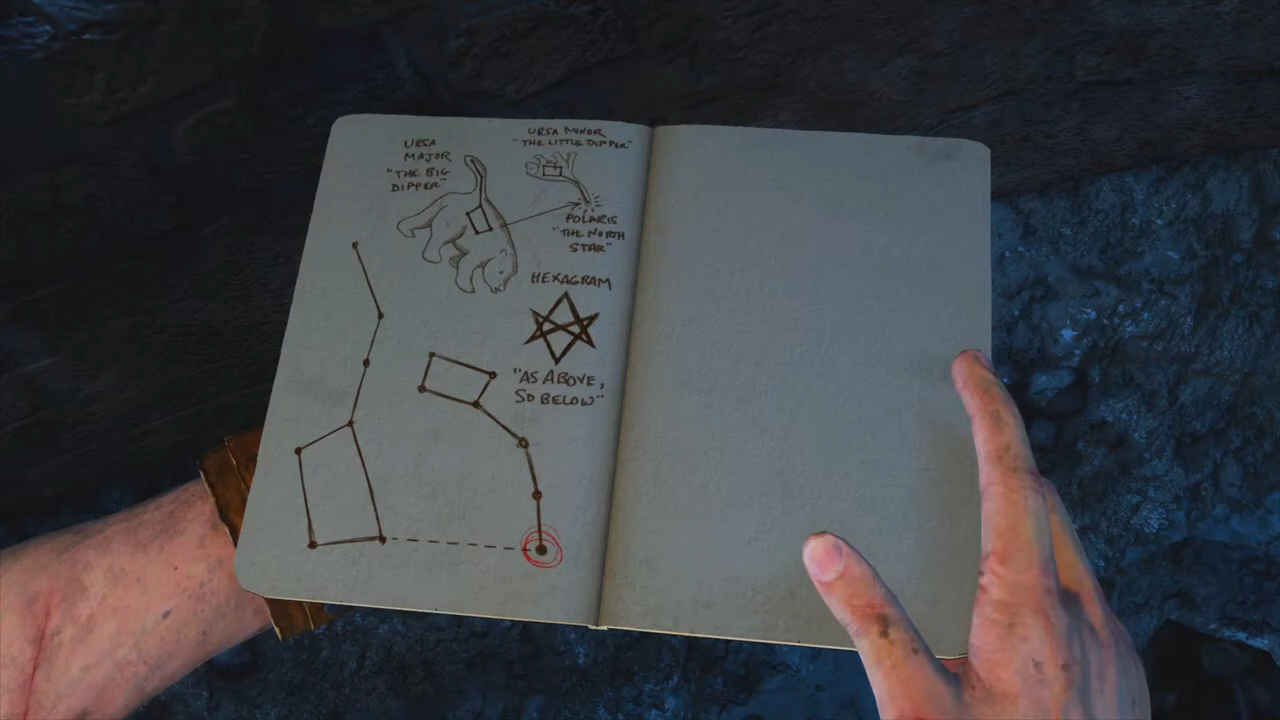 URSA
MAJOR
"THE BIG
DIPPER"
URSA MINOR
"THE LITTLE DIPPER"
POLARIS
"THE NORTH
STAR"
HEXAGRAM
"AS ABOVE,
SO BELOW"